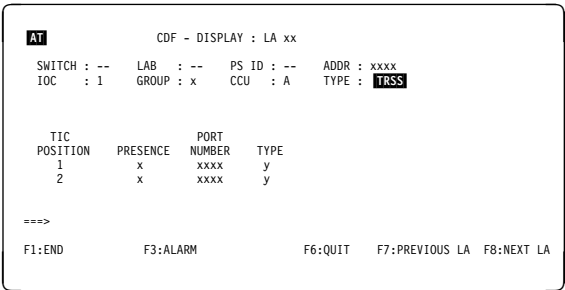 AT CDF - DISPLAY : LA xx
SWITCH : -- LAB : -- PS ID : -- ADDR : xxxx
IOC : 1 GROUP : x CCU : A TYPE : TRSS
TIC PORT
POSITION PRESENCE NUMBER TYPE
1 x xxxx y
2 x xxxx y
===>
F1:END F3:ALARM F6:QUIT F7:PREVIOUS LA F8:NEXT LA